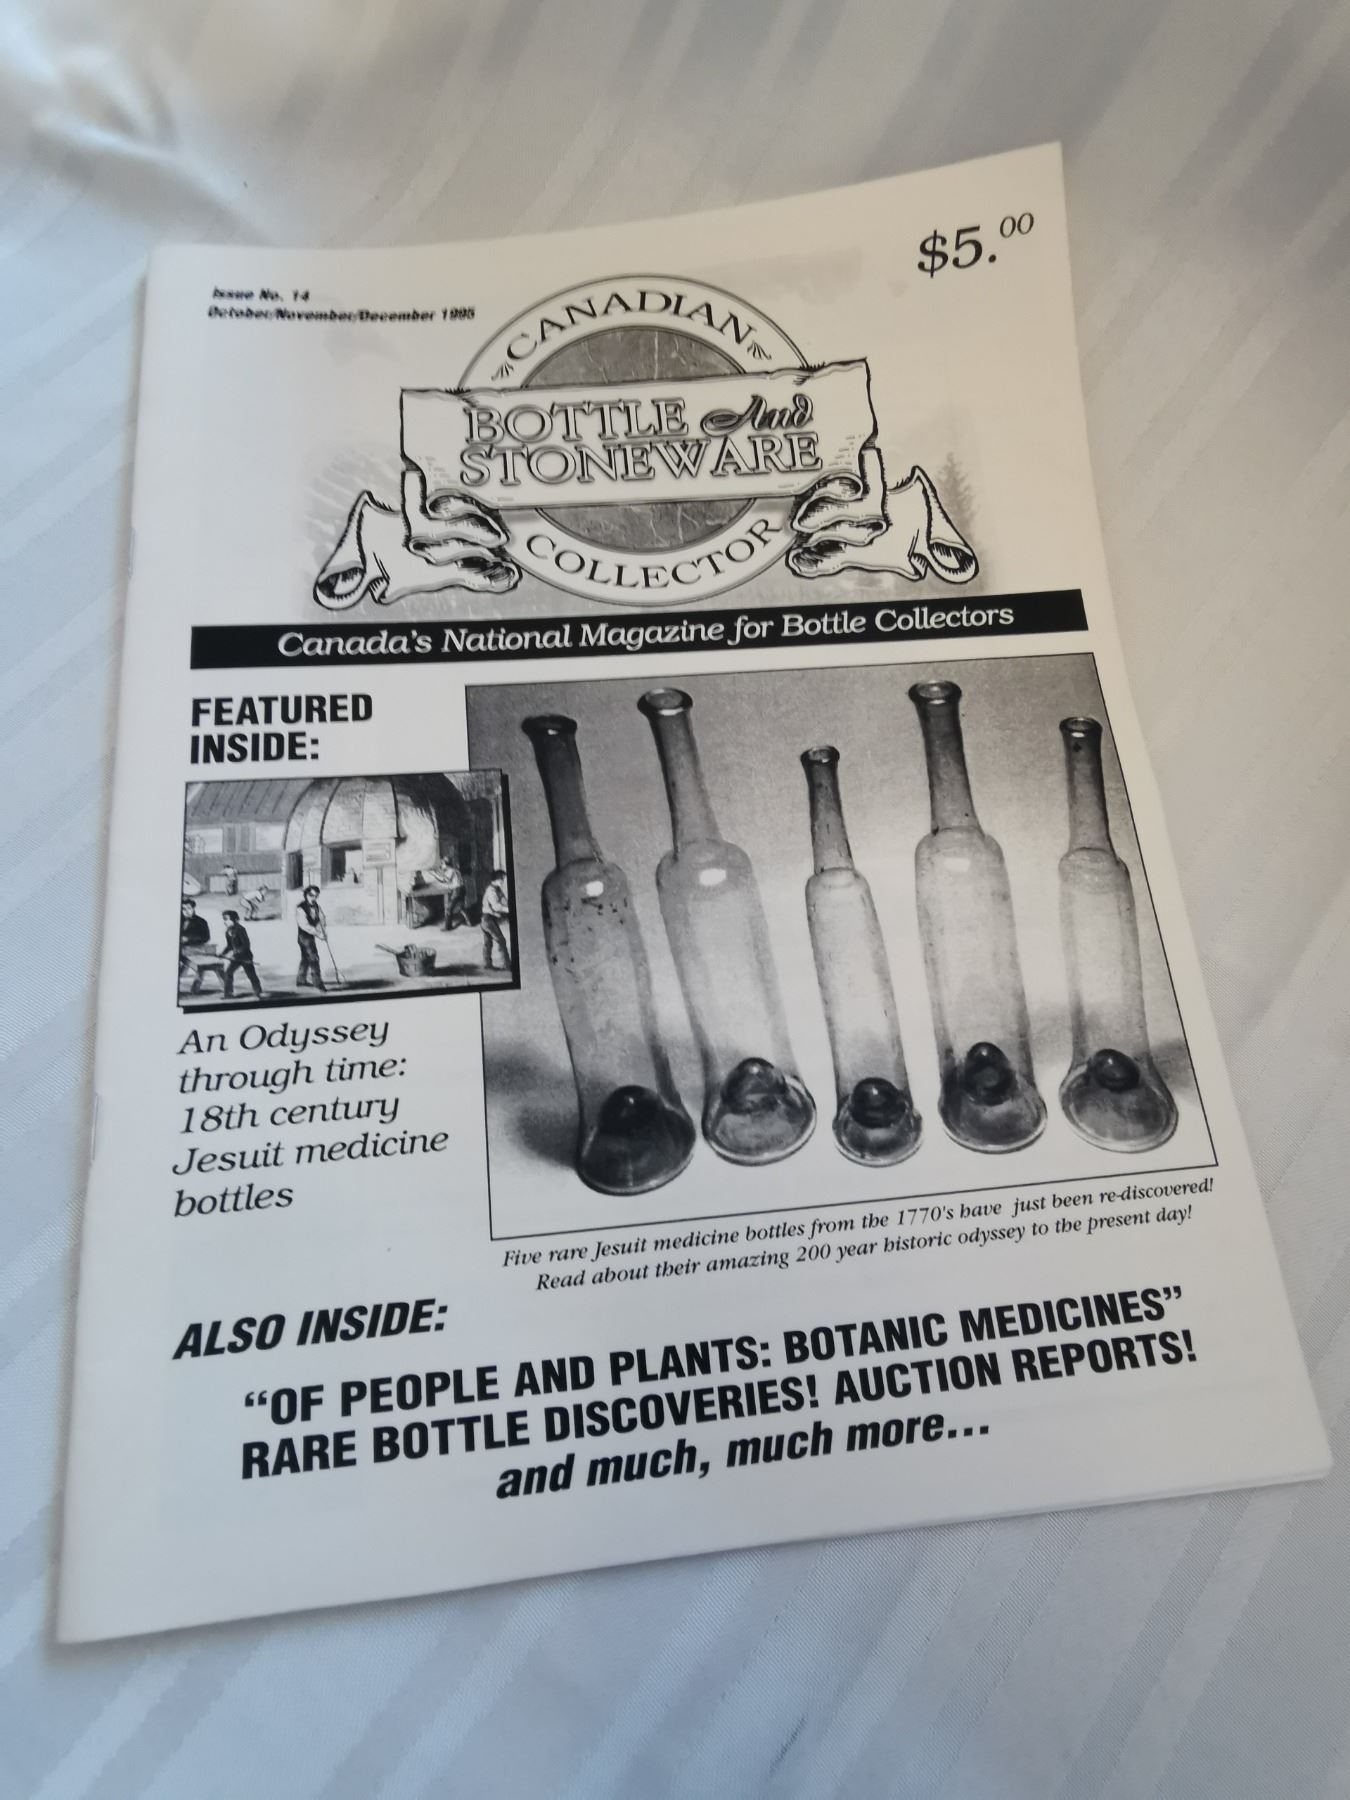 Issue No. 14
October/November/December 1995
$5.00
CANADIAN
BOTTLE And
STONEWARE
COLLECTOR
Canada's National Magazine for Bottle Collectors
FEATURED
INSIDE:
An Odyssey
through time:
18th century
Jesuit medicine
bottles
Five rare Jesuit medicine bottles from the 1770's have just been re-discovered!
Read about their amazing 200 year historic odyssey to the present day!
ALSO INSIDE:
“OF PEOPLE AND PLANTS: BOTANIC MEDICINES”
RARE BOTTLE DISCOVERIES! AUCTION REPORTS!
and much, much more...